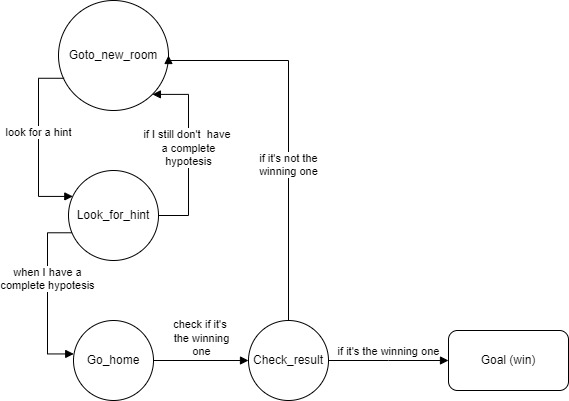 Goto_new_room
look for a hint
if I still don't  have
a complete
hypotesis
if it's not the
winning one
Look_for_hint
when I have a
complete hypotesis
check if it's
the winning
one
Go_home
Check_result
if it's the winning one
Goal (win)